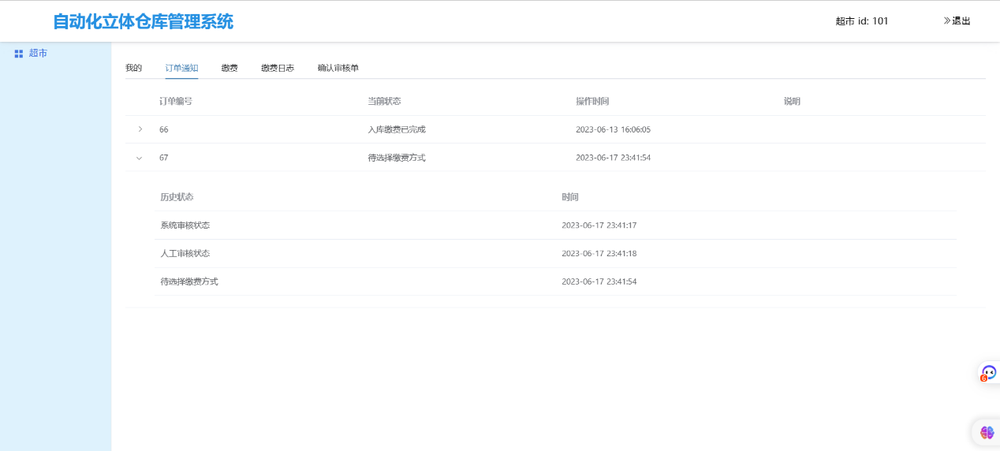 自动化立体仓库管理系统 超市 id: 101 退出
超市
我的 订单通知 缴费 缴费日志 确认审核单
订单编号 当前状态 操作时间 说明
66 入库缴费已完成 2023-06-13 16:06:05
67 待选择缴费方式 2023-06-17 23:41:54
历史状态 时间
系统审核状态 2023-06-17 23:41:17
人工审核状态 2023-06-17 23:41:18
待选择缴费方式 2023-06-17 23:41:54